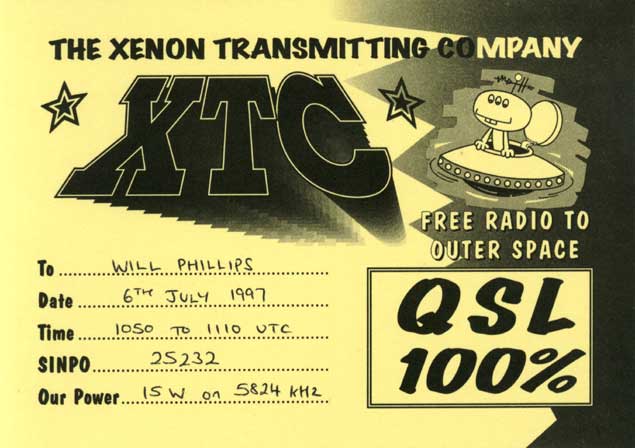 THE XENON TRANSMITTING COMPANY
XTC
FREE RADIO TO
OUTER SPACE
To WILL PHILLIPS
Date 6TH JULY 1997
Time 1050 TO 1110 UTC
SINPO 25232
Our Power 15W on 5824 kHz
QSL
100%